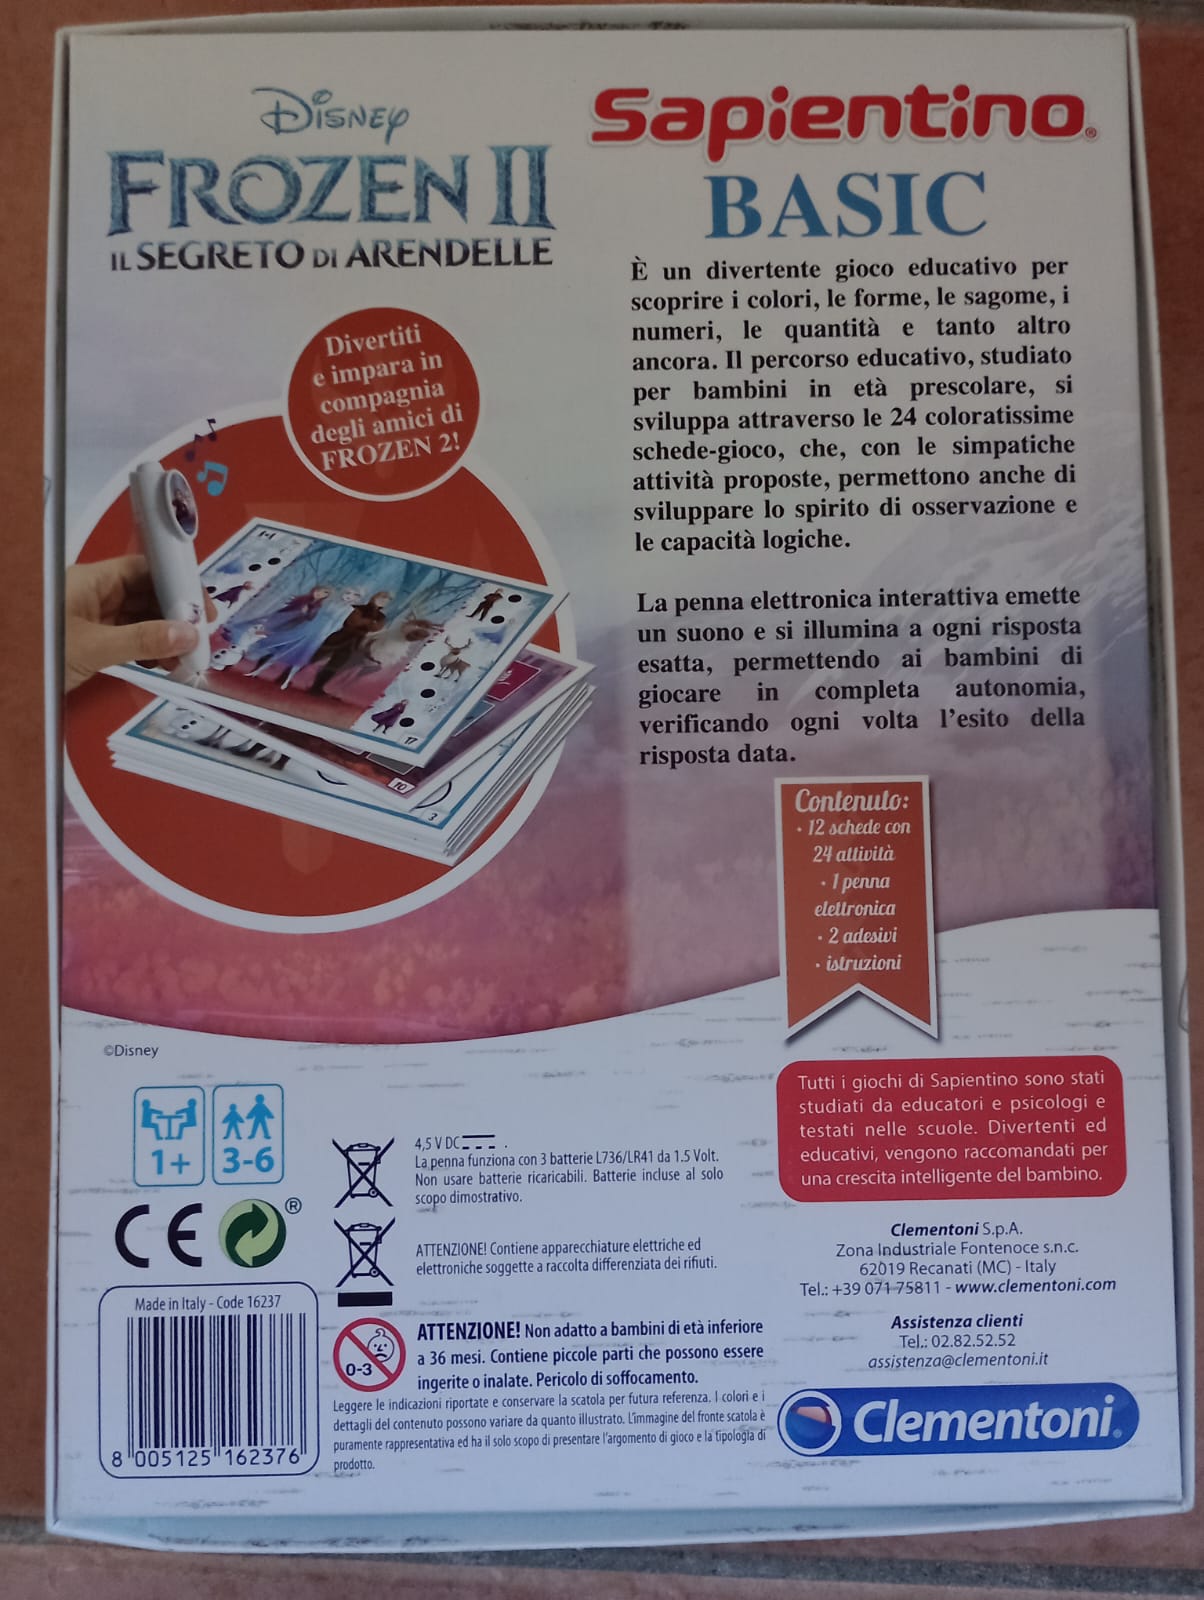 Disney
FROZEN II
IL SEGRETO DI ARENDELLE
Sapientino®
BASIC
È un divertente gioco educativo per
scoprire i colori, le forme, le sagome, i
numeri, le quantità e tanto altro
ancora. Il percorso educativo, studiato
per bambini in età prescolare, si
sviluppa attraverso le 24 coloratissime
schede-gioco, che, con le simpatiche
attività proposte, permettono anche di
sviluppare lo spirito di osservazione e
le capacità logiche.
La penna elettronica interattiva emette
un suono e si illumina a ogni risposta
esatta, permettendo ai bambini di
giocare in completa autonomia,
verificando ogni volta l'esito della
risposta data.
Divertiti
e impara in
compagnia
degli amici di
FROZEN 2!
17
10
3
Contenuto:
• 12 schede con
24 attività
• 1 penna
elettronica
• 2 adesivi
• istruzioni
©Disney
1+
3-6
CE
®
4,5 V DC
La penna funziona con 3 batterie L736/LR41 da 1.5 Volt.
Non usare batterie ricaricabili. Batterie incluse al solo
scopo dimostrativo.
ATTENZIONE! Contiene apparecchiature elettriche ed
elettroniche soggette a raccolta differenziata dei rifiuti.
Made in Italy - Code 16237
8 005125 162376
0-3
ATTENZIONE! Non adatto a bambini di età inferiore
a 36 mesi. Contiene piccole parti che possono essere
ingerite o inalate. Pericolo di soffocamento.
Leggere le indicazioni riportate e conservare la scatola per futura referenza. I colori e i
dettagli del contenuto possono variare da quanto illustrato. L'immagine del fronte scatola è
puramente rappresentativa ed ha il solo scopo di presentare l'argomento di gioco e la tipologia di
prodotto.
Tutti i giochi di Sapientino sono stati
studiati da educatori e psicologi e
testati nelle scuole. Divertenti ed
educativi, vengono raccomandati per
una crescita intelligente del bambino.
Clementoni S.p.A.
Zona Industriale Fontenoce s.n.c.
62019 Recanati (MC) - Italy
Tel.: +39 071 75811 - www.clementoni.com
Assistenza clienti
Tel.: 02.82.52.52
assistenza@clementoni.it
Clementoni®